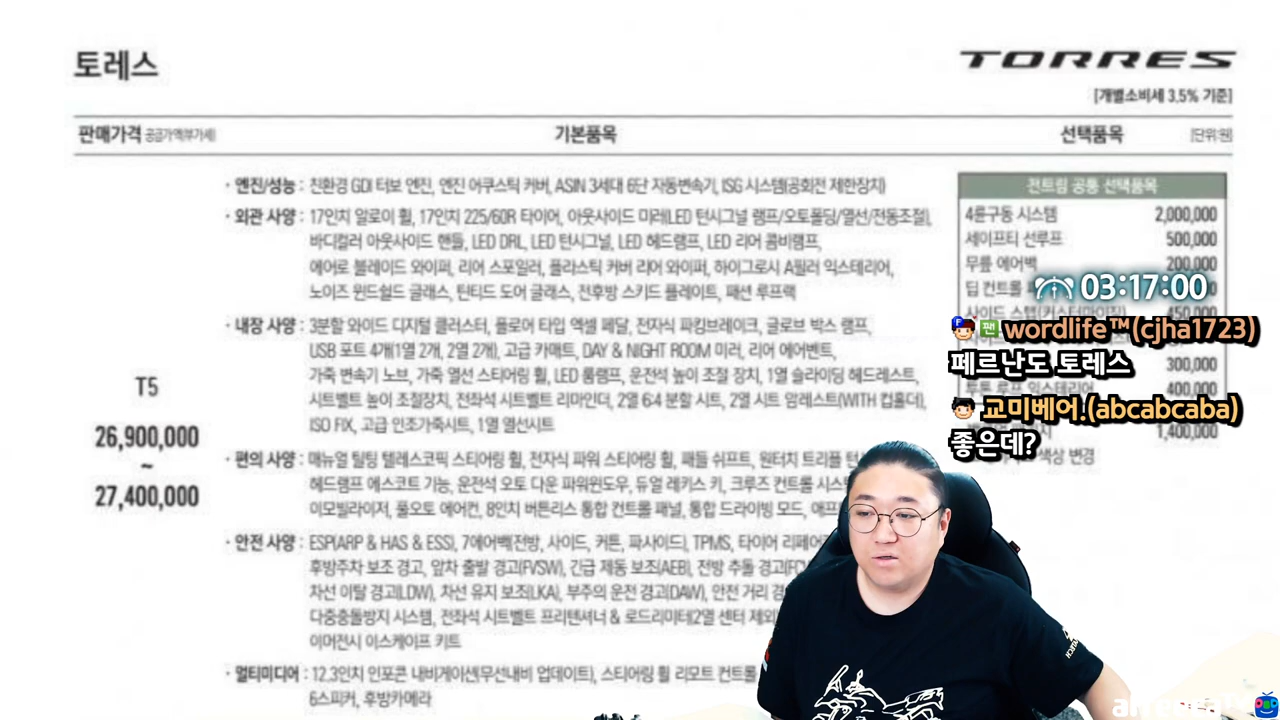 토레스
TORRES
[개별소비세 3.5% 기준]
판매가격 공급가액(부가세)
기본품목
선택품목
[단위:원]
T5
26,900,000
~
27,400,000
· 엔진/성능 : 친환경 GDI 터보 엔진, 엔진 어쿠스틱 커버, ASIN 3세대 6단 자동변속기, ISG 시스템(공회전 제한장치)
· 외관 사양 : 17인치 알로이 휠, 17인치 225/60R 타이어, 아웃사이드 미러(LED 턴시그널 램프/오토폴딩/열선/전동조절),
바디컬러 아웃사이드 핸들, LED DRL, LED 턴시그널, LED 헤드램프, LED 리어 콤비램프,
에어로 블레이드 와이퍼, 리어 스포일러, 플라스틱 커버 리어 와이퍼, 하이그로시 A필러 익스테리어,
노이즈 윈드쉴드 글래스, 틴티드 도어 글래스, 전후방 스키드 플레이트, 패션 루프랙
· 내장 사양 : 3분할 와이드 디지털 클러스터, 플로어 타입 엑셀 페달, 전자식 파킹브레이크, 글로브 박스 램프,
USB 포트 4개(1열 2개, 2열 2개), 고급 카매트, DAY & NIGHT ROOM 미러, 리어 에어벤트,
가죽 변속기 노브, 가죽 열선 스티어링 휠, LED 룸램프, 운전석 높이 조절 장치, 1열 슬라이딩 헤드레스트,
시트벨트 높이 조절장치, 전좌석 시트벨트 리마인더, 2열 6:4 분할 시트, 2열 시트 암레스트(WITH 컵홀더),
ISO FIX, 고급 인조가죽시트, 1열 열선시트
· 편의 사양 : 매뉴얼 틸팅 텔레스코픽 스티어링 휠, 전자식 파워 스티어링 휠, 패들 쉬프트, 원터치 트리플 턴
헤드램프 에스코트 기능, 운전석 오토 다운 파워윈도우, 듀얼 레키스 키, 크루즈 컨트롤 시스
이모빌라이저, 풀오토 에어컨, 8인치 버튼리스 통합 컨트롤 패널, 통합 드라이빙 모드, 애프
· 안전 사양 : ESP(ARP & HAS & ESS), 7에어백(전방, 사이드, 커튼, 파사이드), TPMS, 타이어 리페어
후방주차 보조 경고, 앞차 출발 경고(FVSW), 긴급 제동 보조(AEB), 전방 추돌 경고(FC
차선 이탈 경고(LDW), 차선 유지 보조(LKA), 부주의 운전 경고(DAW), 안전 거리 경
다중충돌방지 시스템, 전좌석 시트벨트 프리텐셔너 & 로드리미터(2열 센터 제외
이머전시 이스케이프 키트
· 멀티미디어 : 12.3인치 인포콘 내비게이션(무선내비 업데이트), 스티어링 휠 리모트 컨트롤
6스피커, 후방카메라
전트림 공통 선택품목
4륜구동 시스템 2,000,000
세이프티 선루프 500,000
무릎 에어백 200,000
딥 컨트롤
03:17:00
wordlife™(cjha1723)
페르난도 토레스
300,000
400,000
교미베어.(abcabcaba)
좋은데?
1,400,000
색상 변경